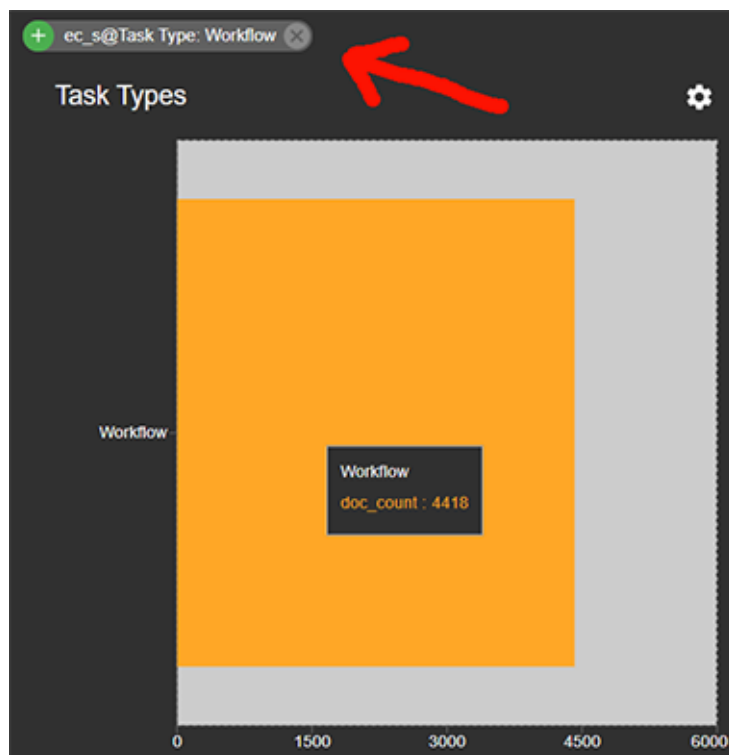 ec_s@Task Type: Workflow
Task Types
Workflow
Workflow
doc_count : 4418
0 1500 3000 4500 6000